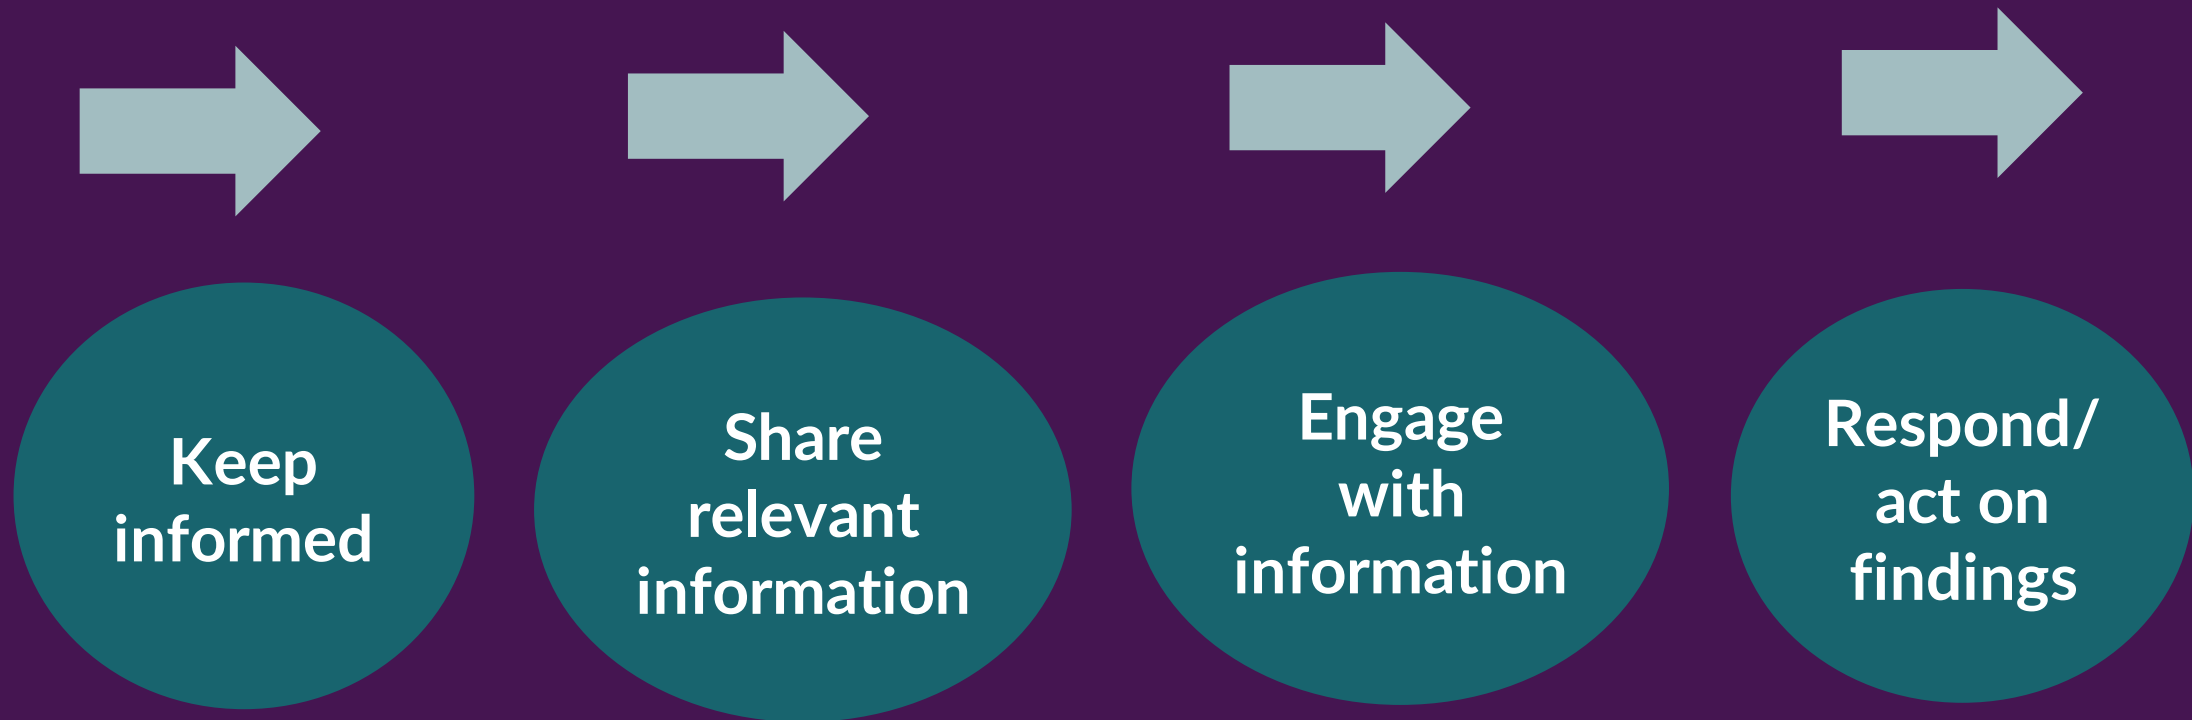 Keep
informed
Share
relevant
information
Engage
with
information
Respond/
act on
findings